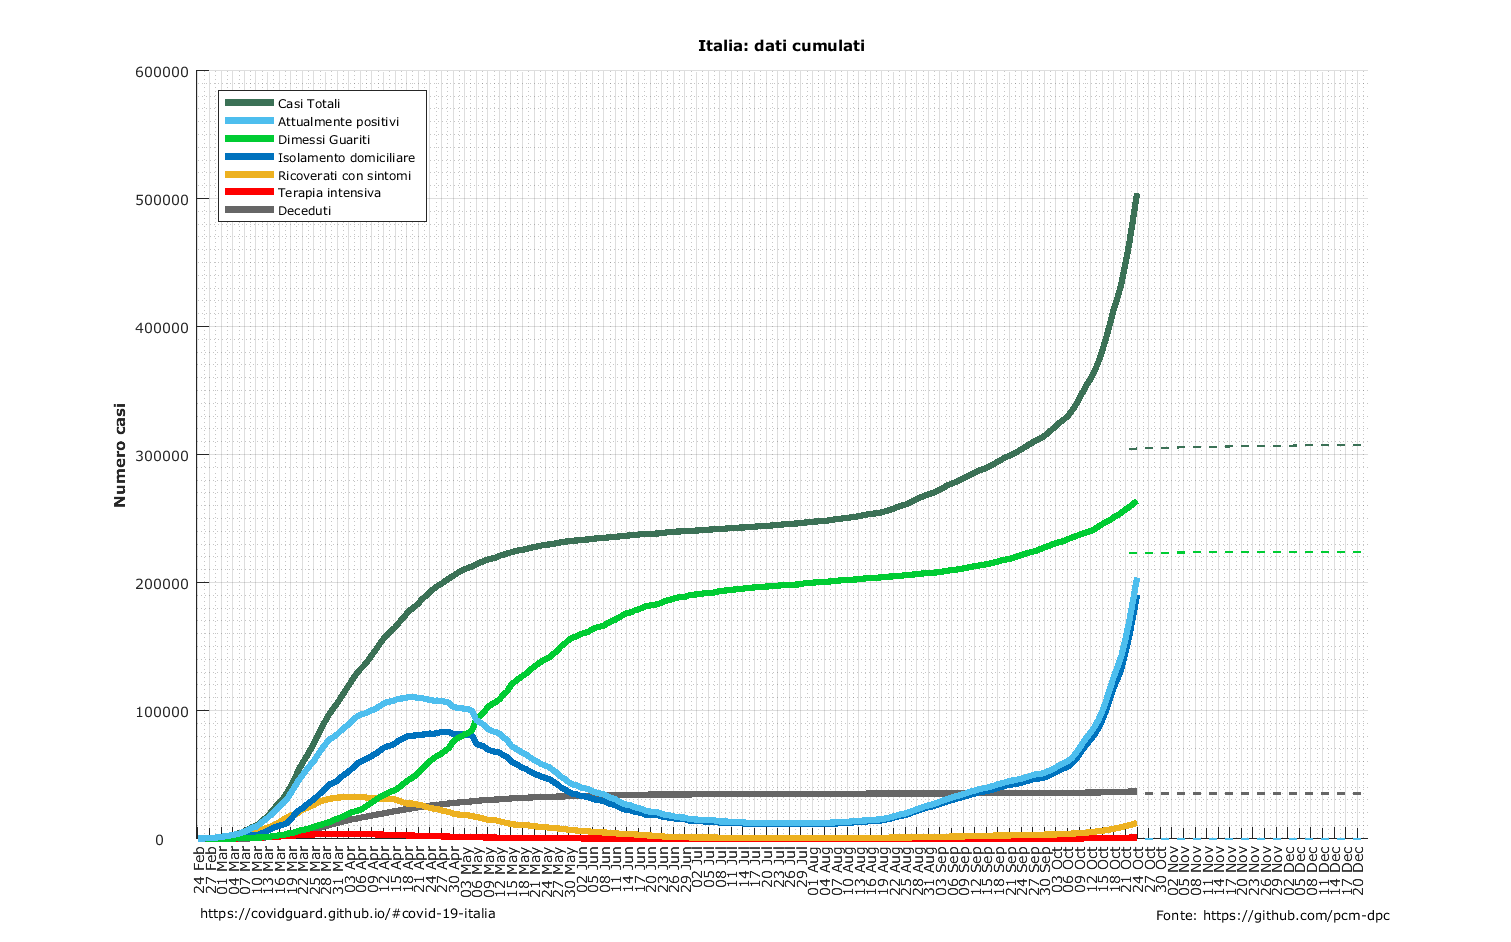 Italia: dati cumulati
600000
500000
400000
300000
200000
100000
0
Numero casi
Casi Totali
Attualmente positivi
Dimessi Guariti
Isolamento domiciliare
Ricoverati con sintomi
Terapia intensiva
Deceduti
24 Feb
27 Feb
01 Mar
04 Mar
07 Mar
10 Mar
13 Mar
16 Mar
19 Mar
22 Mar
25 Mar
28 Mar
31 Mar
03 Apr
06 Apr
09 Apr
12 Apr
15 Apr
18 Apr
21 Apr
24 Apr
27 Apr
30 Apr
03 May
06 May
09 May
12 May
15 May
18 May
21 May
24 May
27 May
30 May
02 Jun
05 Jun
08 Jun
11 Jun
14 Jun
17 Jun
20 Jun
23 Jun
26 Jun
29 Jun
02 Jul
05 Jul
08 Jul
11 Jul
14 Jul
17 Jul
20 Jul
23 Jul
26 Jul
29 Jul
01 Aug
04 Aug
07 Aug
10 Aug
13 Aug
16 Aug
19 Aug
22 Aug
25 Aug
28 Aug
31 Aug
03 Sep
06 Sep
09 Sep
12 Sep
15 Sep
18 Sep
21 Sep
24 Sep
27 Sep
30 Sep
03 Oct
06 Oct
09 Oct
12 Oct
15 Oct
18 Oct
21 Oct
24 Oct
27 Oct
30 Oct
02 Nov
05 Nov
08 Nov
11 Nov
14 Nov
17 Nov
20 Nov
23 Nov
26 Nov
29 Nov
02 Dec
05 Dec
08 Dec
11 Dec
14 Dec
17 Dec
20 Dec
https://covidguard.github.io/#covid-19-italia
Fonte: https://github.com/pcm-dpc